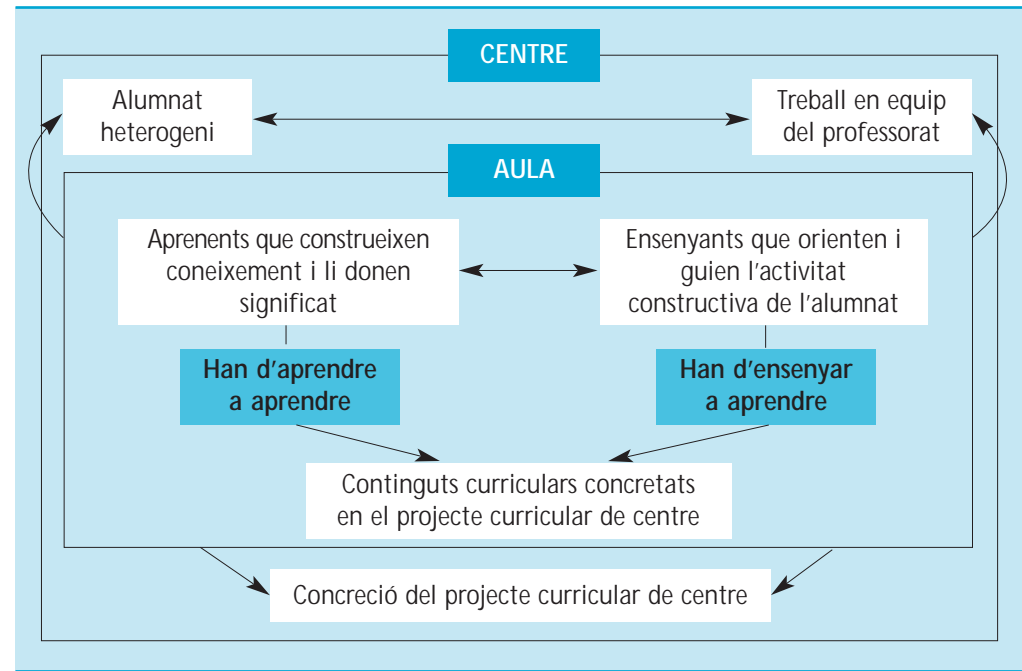 CENTRE
Alumnat
heterogeni
Treball en equip
del professorat
AULA
Aprenents que construeixen
coneixement i li donen
significat
Ensenyants que orienten i
guien l'activitat
constructiva de l'alumnat
Han d'aprendre
a aprendre
Han d'ensenyar
a aprendre
Continguts curriculars concretats
en el projecte curricular de centre
Concreció del projecte curricular de centre